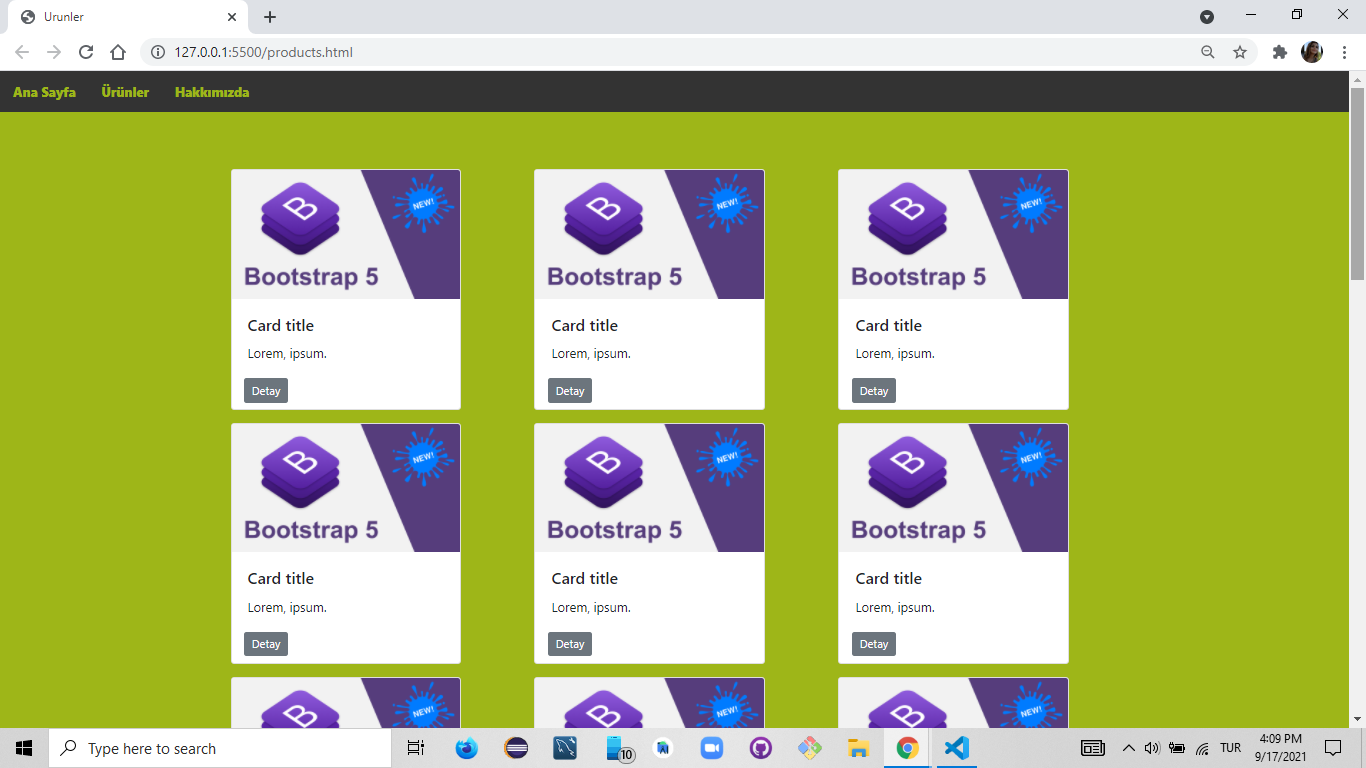 Urunler
127.0.0.1:5500/products.html
Ana Sayfa Ürünler Hakkımızda
B B B
NEW! NEW! NEW!
Bootstrap 5 Bootstrap 5 Bootstrap 5
Card title Card title Card title
Lorem, ipsum. Lorem, ipsum. Lorem, ipsum.
Detay Detay Detay
B B B
NEW! NEW! NEW!
Bootstrap 5 Bootstrap 5 Bootstrap 5
Card title Card title Card title
Lorem, ipsum. Lorem, ipsum. Lorem, ipsum.
Detay Detay Detay
NEW! NEW! NEW!
Type here to search
10
TUR
4:09 PM
9/17/2021